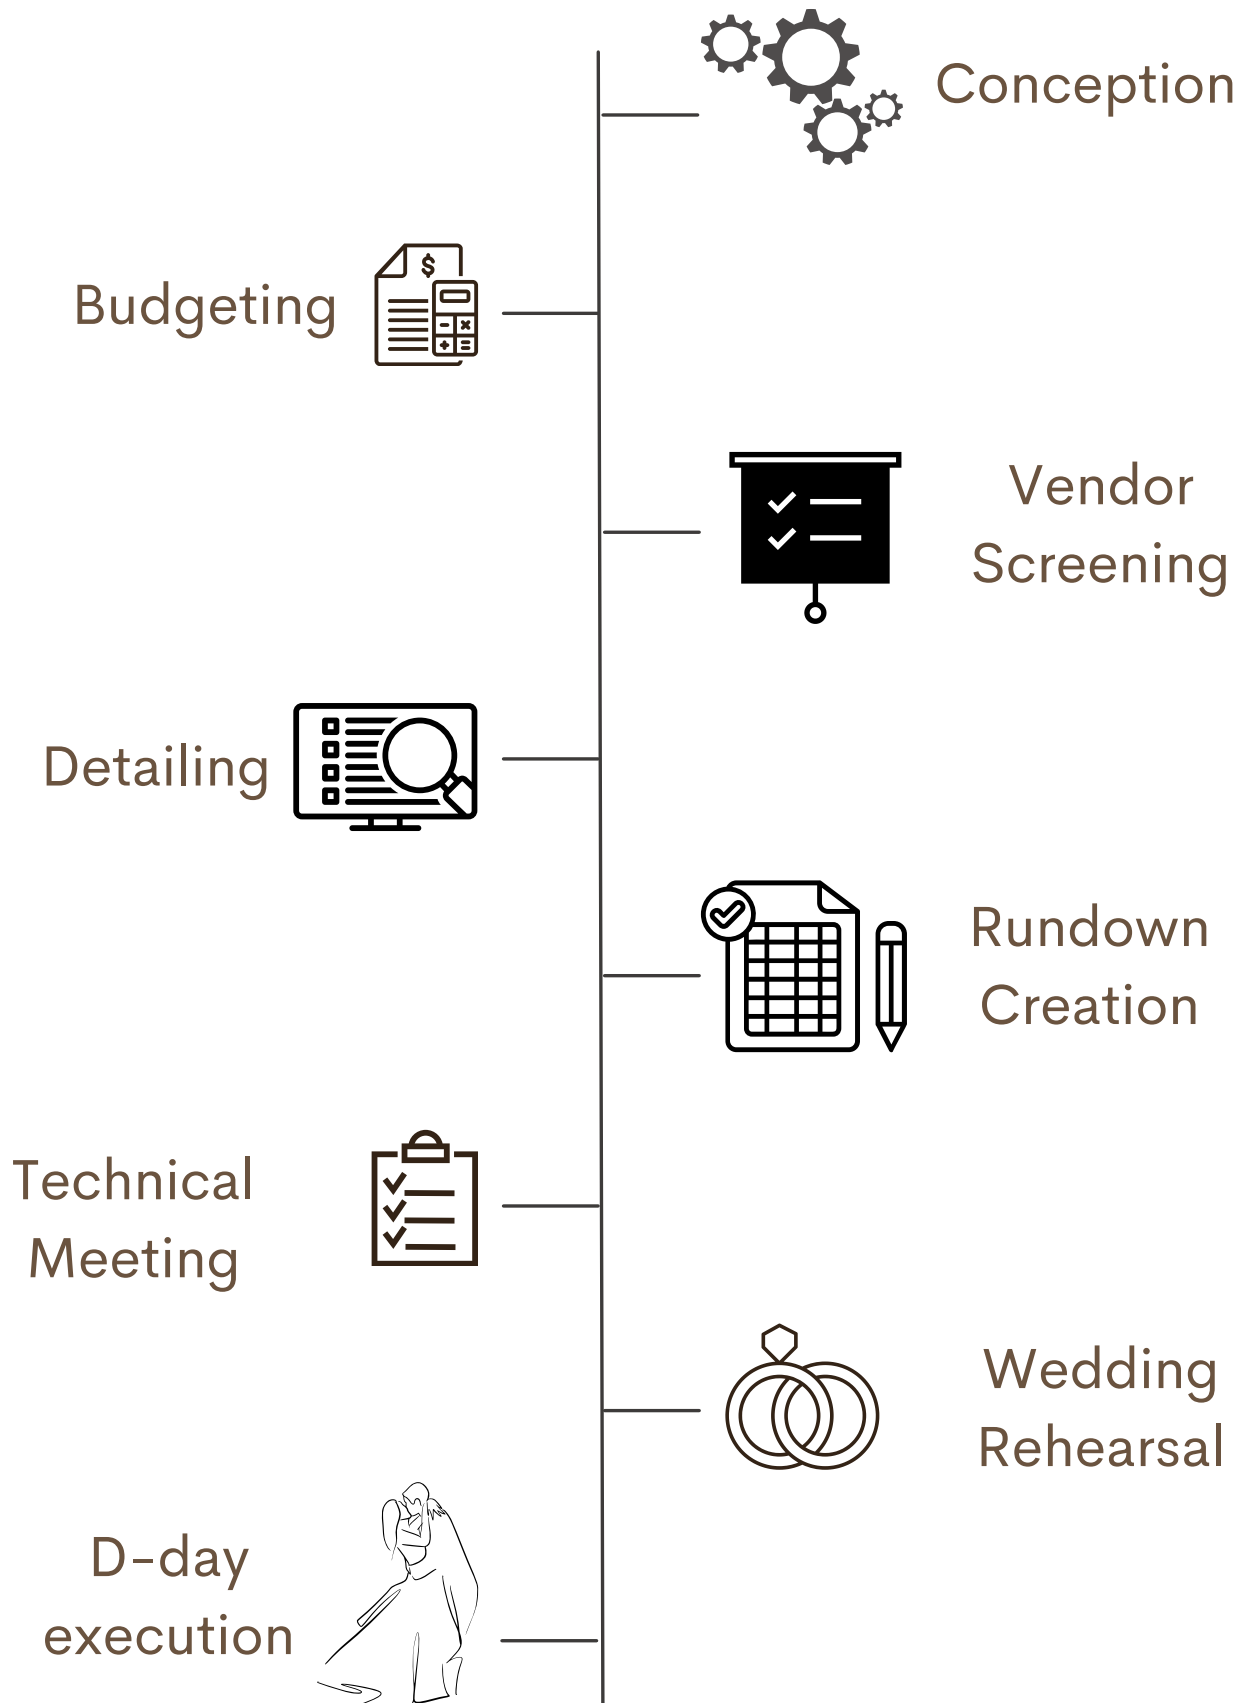 Conception
Budgeting
$
Vendor
Screening
Detailing
Rundown
Creation
Technical
Meeting
Wedding
Rehearsal
D-day
execution